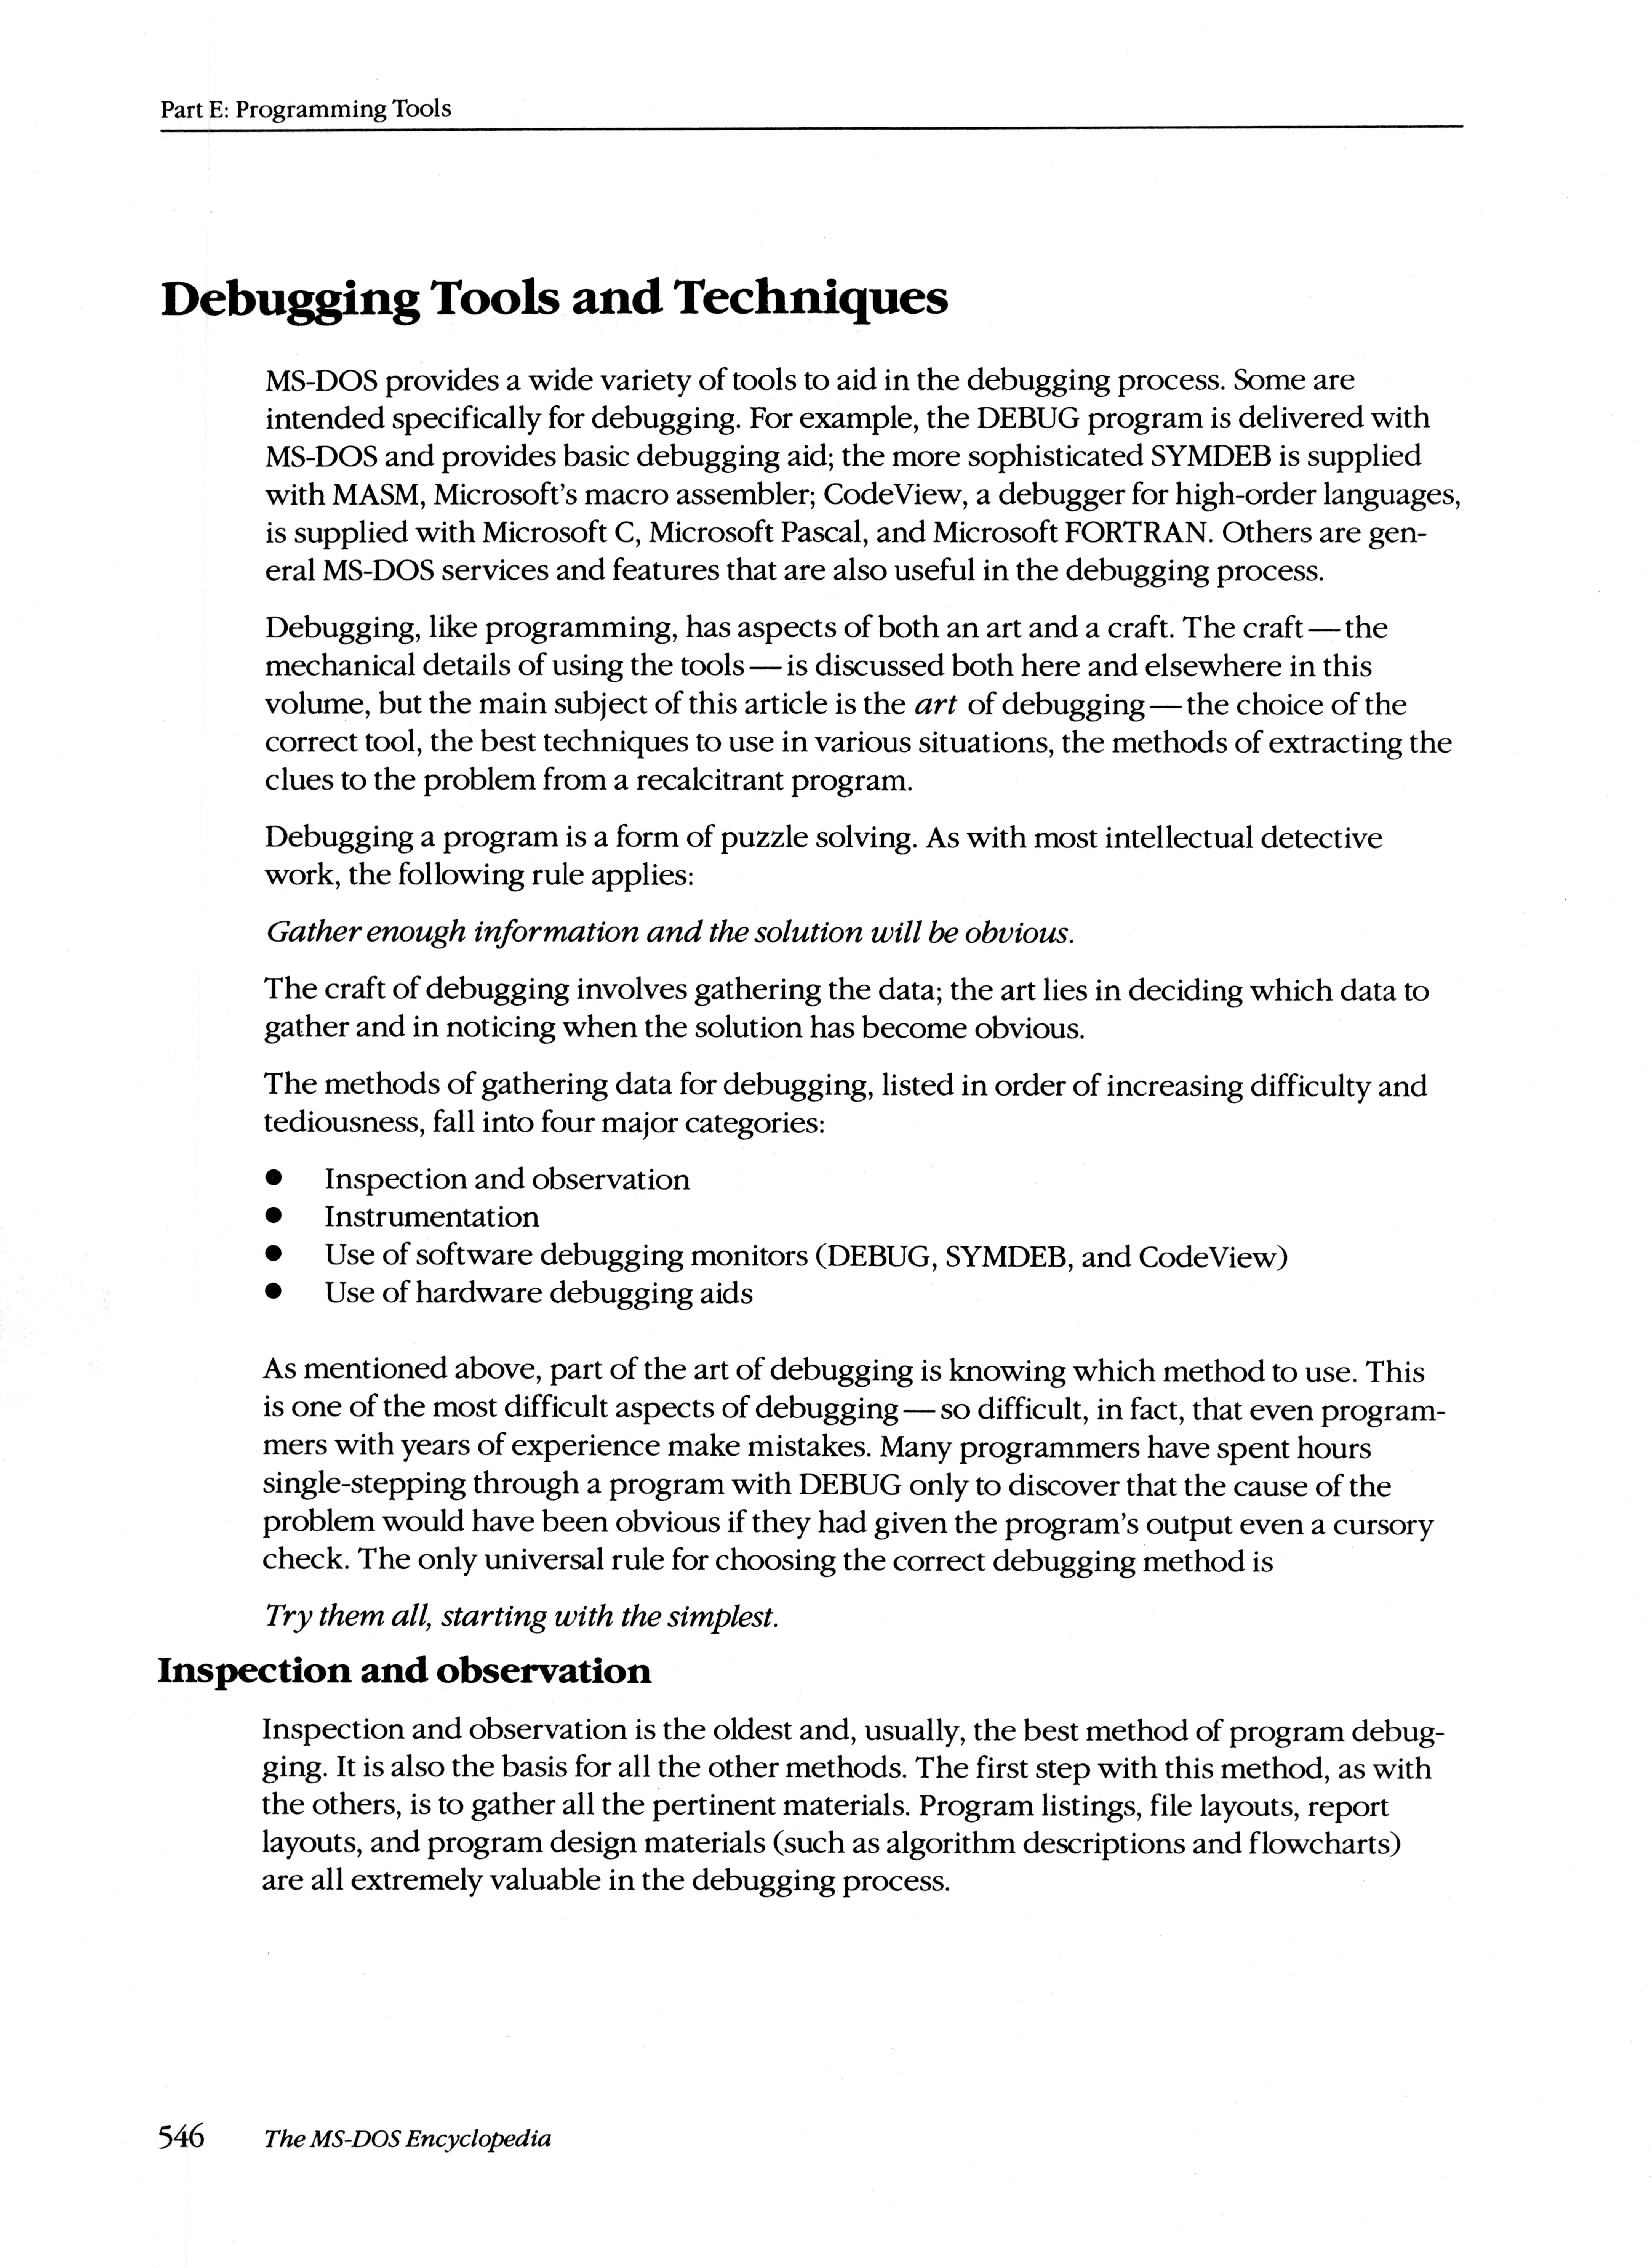 Part E: Programming Tools
Debugging Tools and Techniques
MS-DOS provides a wide variety of tools to aid in the debugging process. Some are
intended specifically for debugging. For example, the DEBUG program is delivered with
MS-DOS and provides basic debugging aid; the more sophisticated SYMDEB is supplied
with MASM, Microsoft's macro assembler; CodeView, a debugger for high-order languages,
is supplied with Microsoft C, Microsoft Pascal, and Microsoft FORTRAN. Others are gen-
eral MS-DOS services and features that are also useful in the debugging process.
Debugging, like programming, has aspects of both an art and a craft. The craft — the
mechanical details of using the tools — is discussed both here and elsewhere in this
volume, but the main subject of this article is the art of debugging — the choice of the
correct tool, the best techniques to use in various situations, the methods of extracting the
clues to the problem from a recalcitrant program.
Debugging a program is a form of puzzle solving. As with most intellectual detective
work, the following rule applies:
Gather enough information and the solution will be obvious.
The craft of debugging involves gathering the data; the art lies in deciding which data to
gather and in noticing when the solution has become obvious.
The methods of gathering data for debugging, listed in order of increasing difficulty and
tediousness, fall into four major categories:
● Inspection and observation
● Instrumentation
● Use of software debugging monitors (DEBUG, SYMDEB, and CodeView)
● Use of hardware debugging aids
As mentioned above, part of the art of debugging is knowing which method to use. This
is one of the most difficult aspects of debugging — so difficult, in fact, that even program-
mers with years of experience make mistakes. Many programmers have spent hours
single-stepping through a program with DEBUG only to discover that the cause of the
problem would have been obvious if they had given the program's output even a cursory
check. The only universal rule for choosing the correct debugging method is
Try them all, starting with the simplest.
Inspection and observation
Inspection and observation is the oldest and, usually, the best method of program debug-
ging. It is also the basis for all the other methods. The first step with this method, as with
the others, is to gather all the pertinent materials. Program listings, file layouts, report
layouts, and program design materials (such as algorithm descriptions and flowcharts)
are all extremely valuable in the debugging process.
546 The MS-DOS Encyclopedia